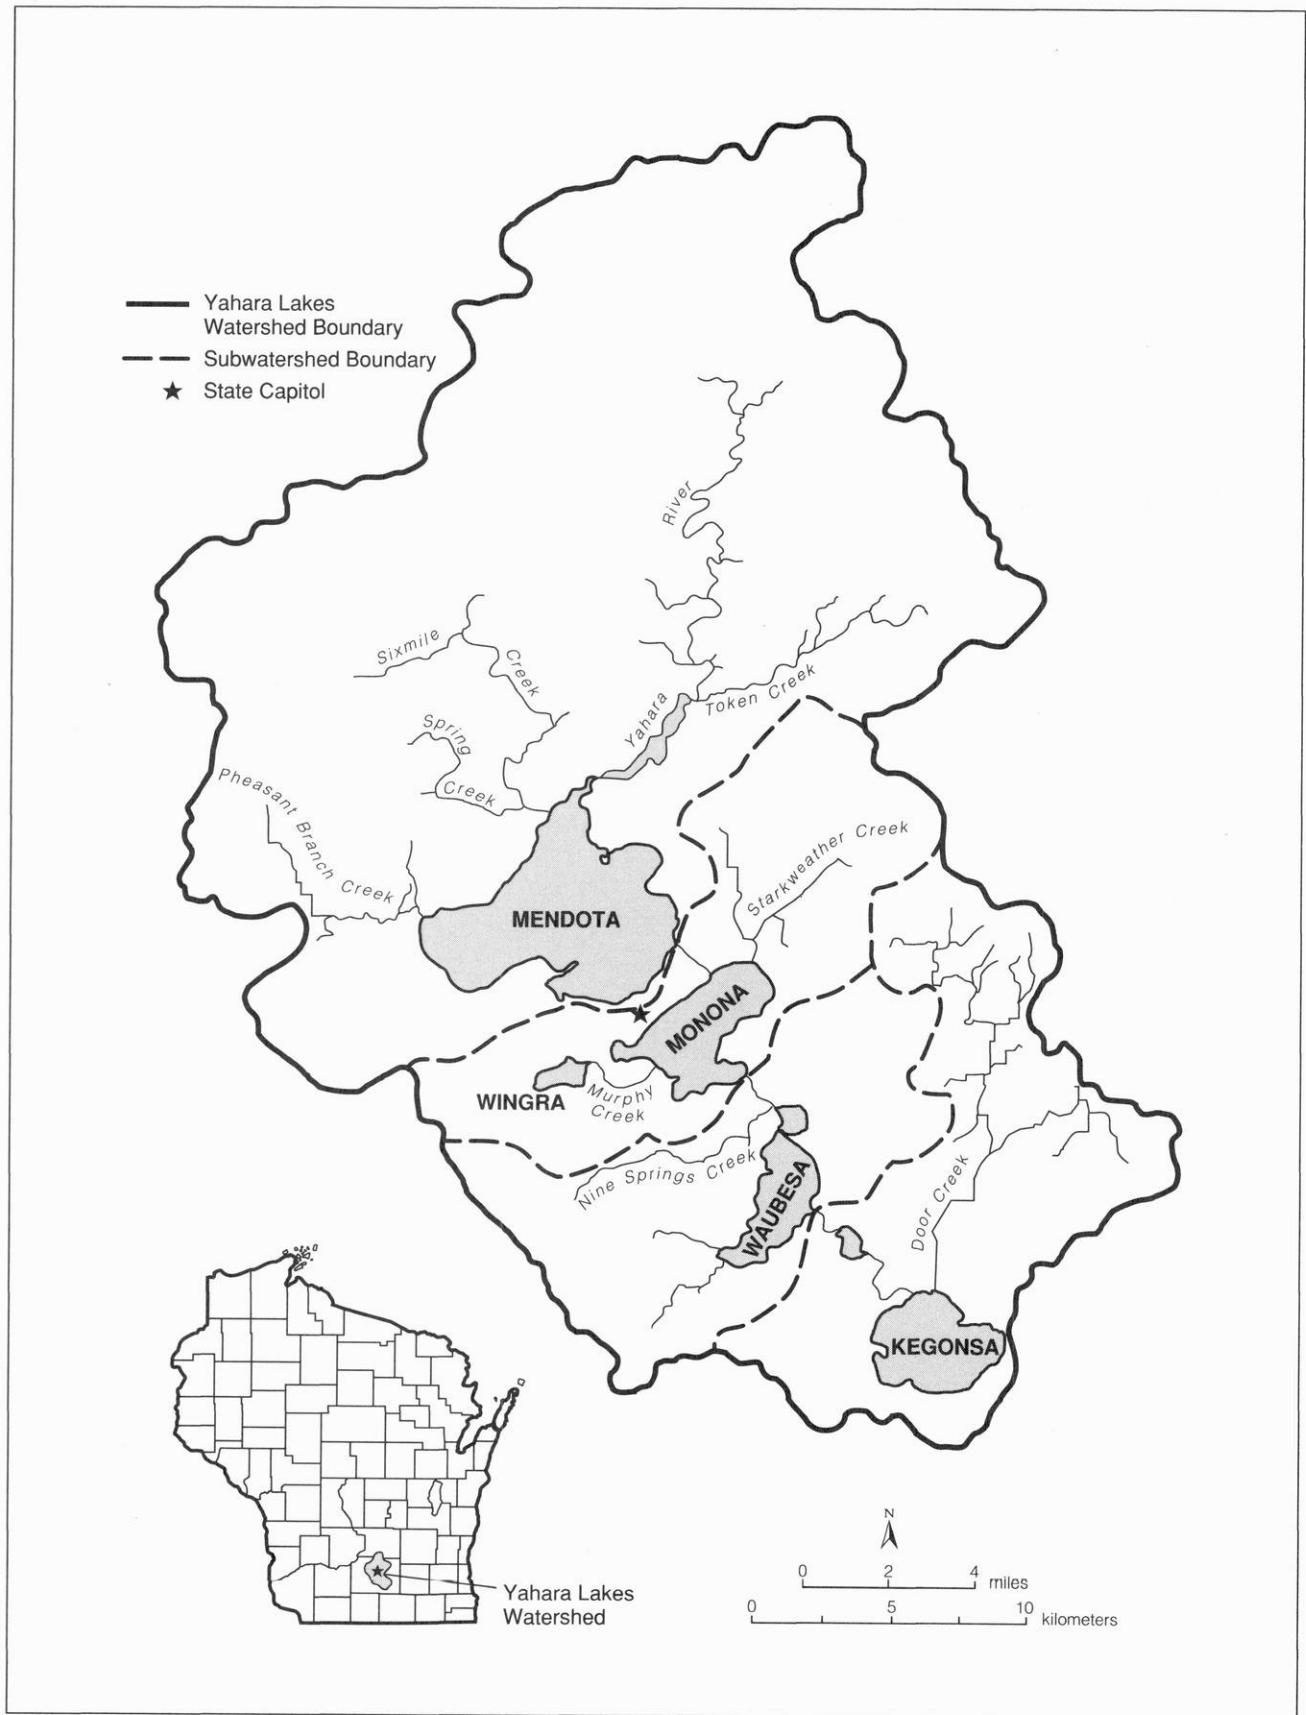 Yahara Lakes
Watershed Boundary
Subwatershed Boundary
State Capitol
River
Sixmile
Creek
Yahara
Token Creek
Spring
Creek
Pheasant Branch Creek
Starkweather Creek
MENDOTA
MONONA
WINGRA
Murphy
Creek
Nine Springs Creek
WAUBESA
Door Creek
KEGONSA
Yahara Lakes
Watershed
N
0 2 4 miles
0 5 10 kilometers